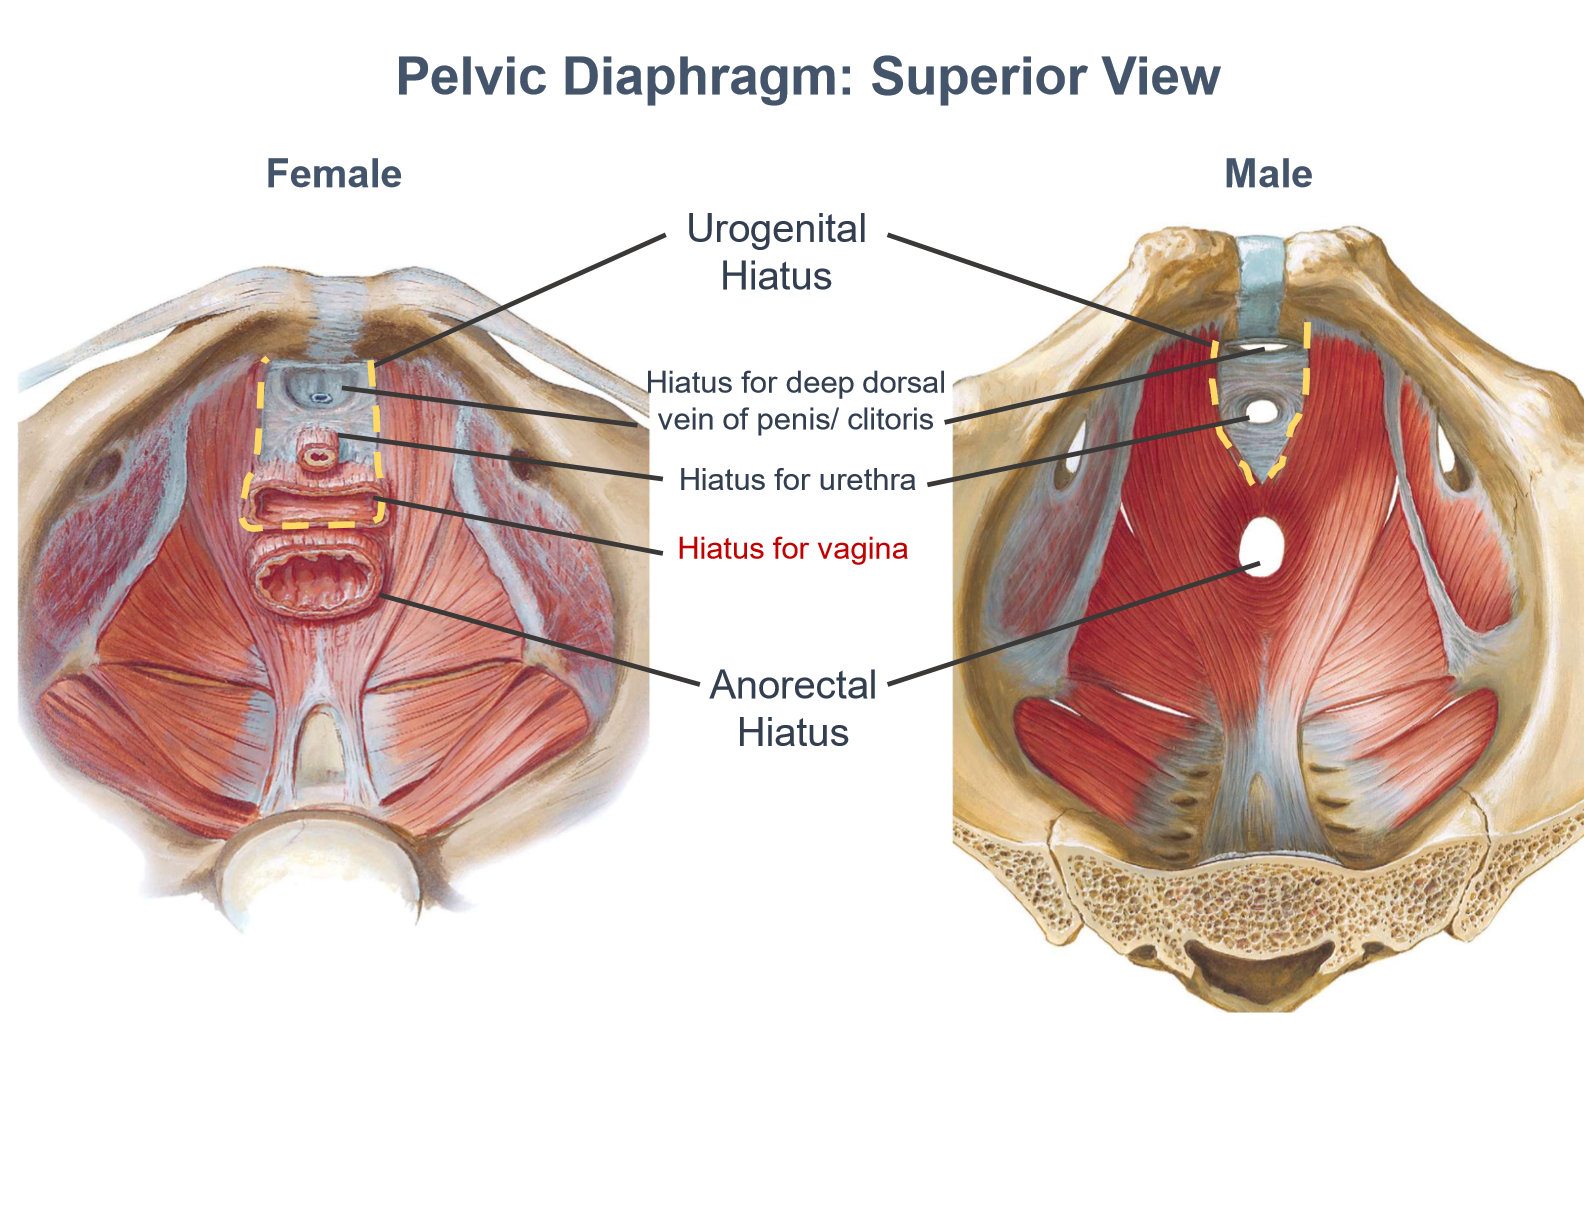 Pelvic Diaphragm: Superior View
Female
Male
Urogenital
Hiatus
Hiatus for deep dorsal
vein of penis/ clitoris
Hiatus for urethra
Hiatus for vagina
Anorectal
Hiatus